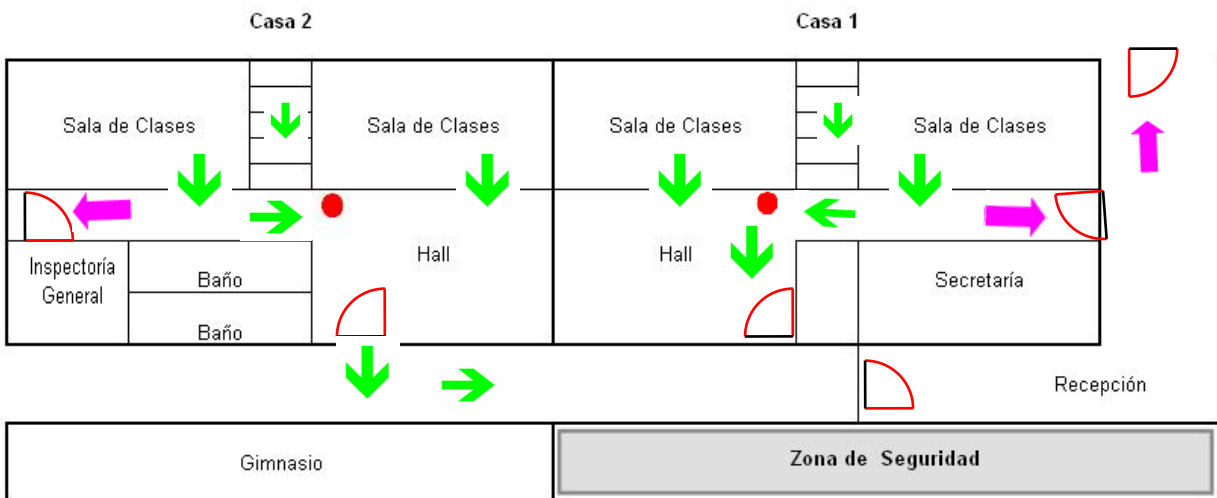 Casa 2
Casa 1
Sala de Clases
Sala de Clases
Sala de Clases
Sala de Clases
Inspectoría
General
Baño
Baño
Hall
Hall
Secretaría
Recepción
Gimnasio
Zona de Seguridad